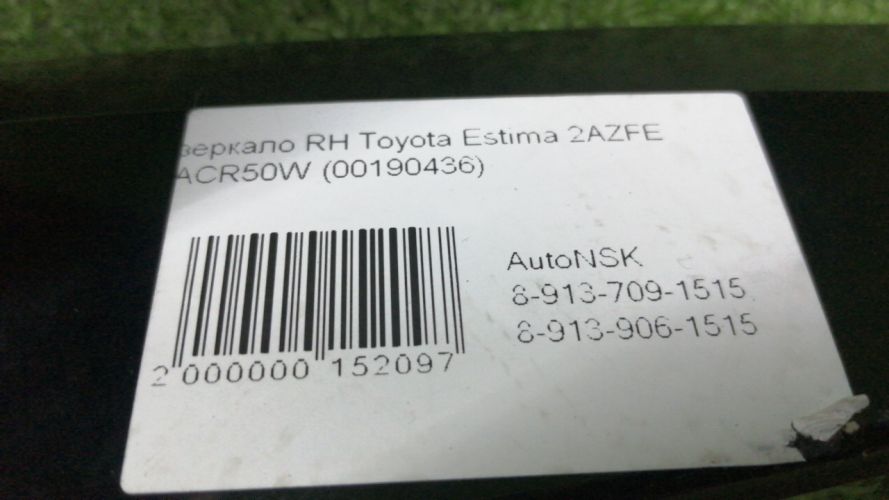 зеркало RH Toyota Estima 2AZFE
ACR50W (00190436)
AutoNSK
8-913-709-1515
8-913-906-1515
2 000000 152097